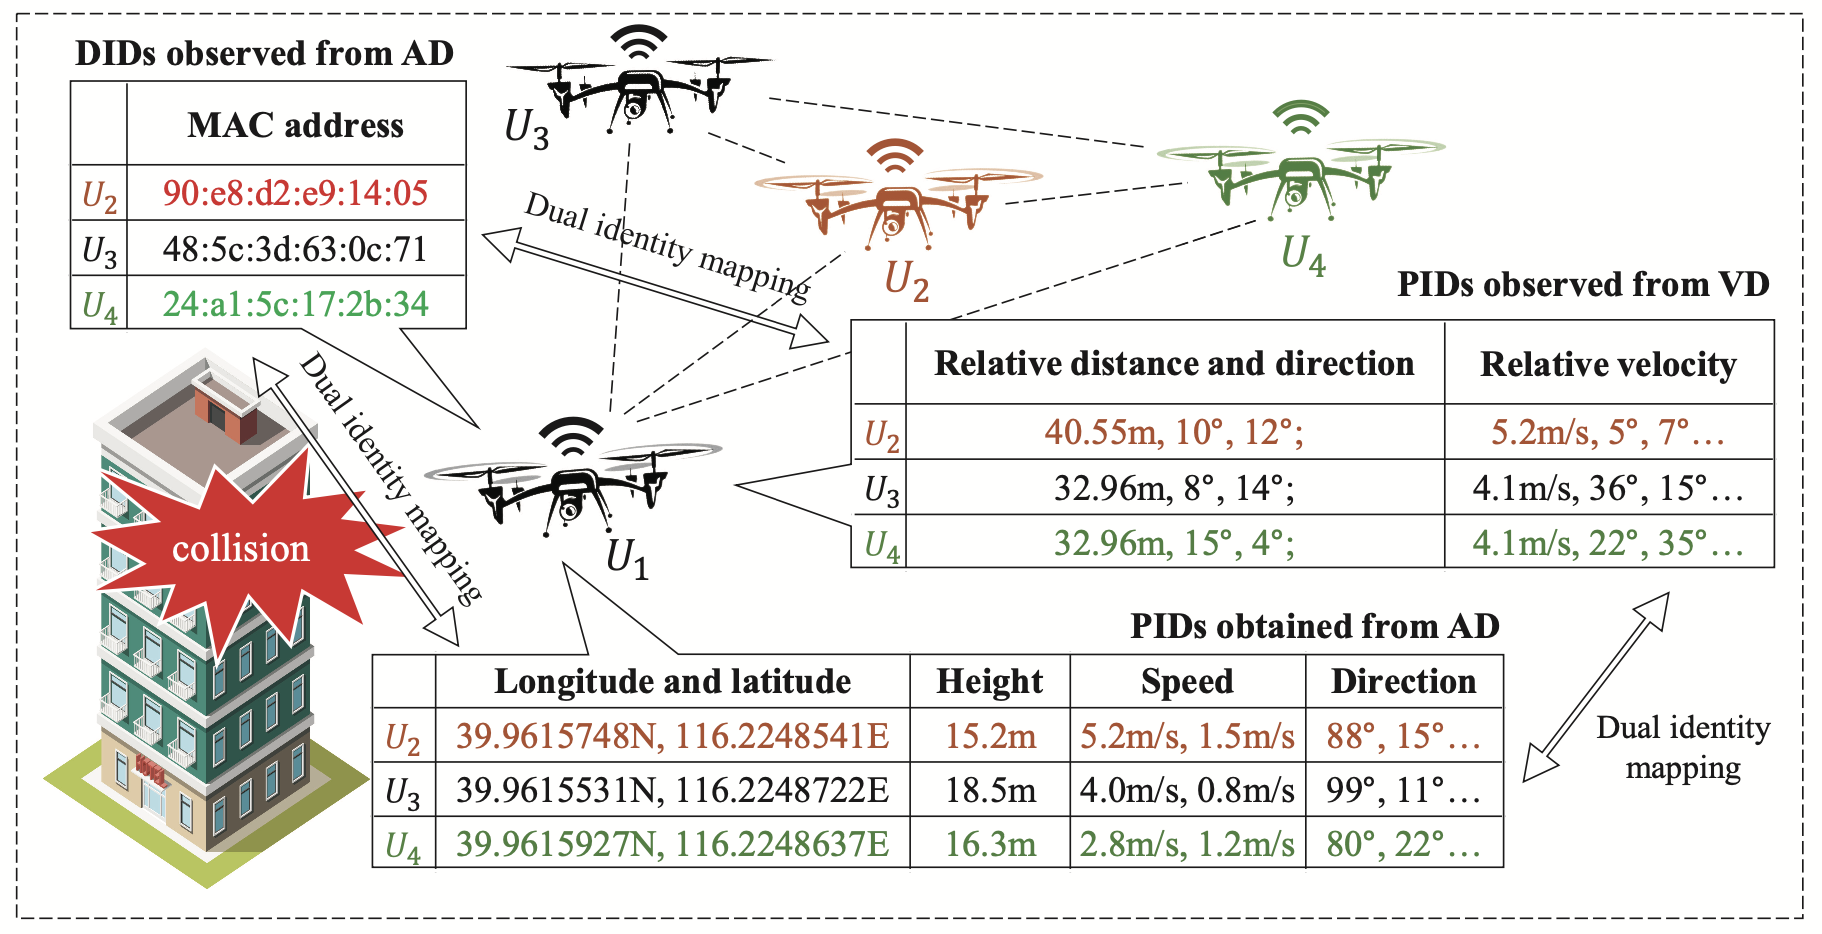 DIDs observed from AD
MAC address
U2 90:e8:d2:e9:14:05
U3 48:5c:3d:63:0c:71
U4 24:a1:5c:17:2b:34
U3
U2
U4
Dual identity mapping
PIDs observed from VD
Relative distance and direction Relative velocity
U2 40.55m, 10°, 12°; 5.2m/s, 5°, 7°…
U3 32.96m, 8°, 14°; 4.1m/s, 36°, 15°…
U4 32.96m, 15°, 4°; 4.1m/s, 22°, 35°…
Dual identity mapping
collision
U1
HOTEL
PIDs obtained from AD
Longitude and latitude Height Speed Direction
U2 39.9615748N, 116.2248541E 15.2m 5.2m/s, 1.5m/s 88°, 15°…
U3 39.9615531N, 116.2248722E 18.5m 4.0m/s, 0.8m/s 99°, 11°…
U4 39.9615927N, 116.2248637E 16.3m 2.8m/s, 1.2m/s 80°, 22°…
Dual identity
mapping